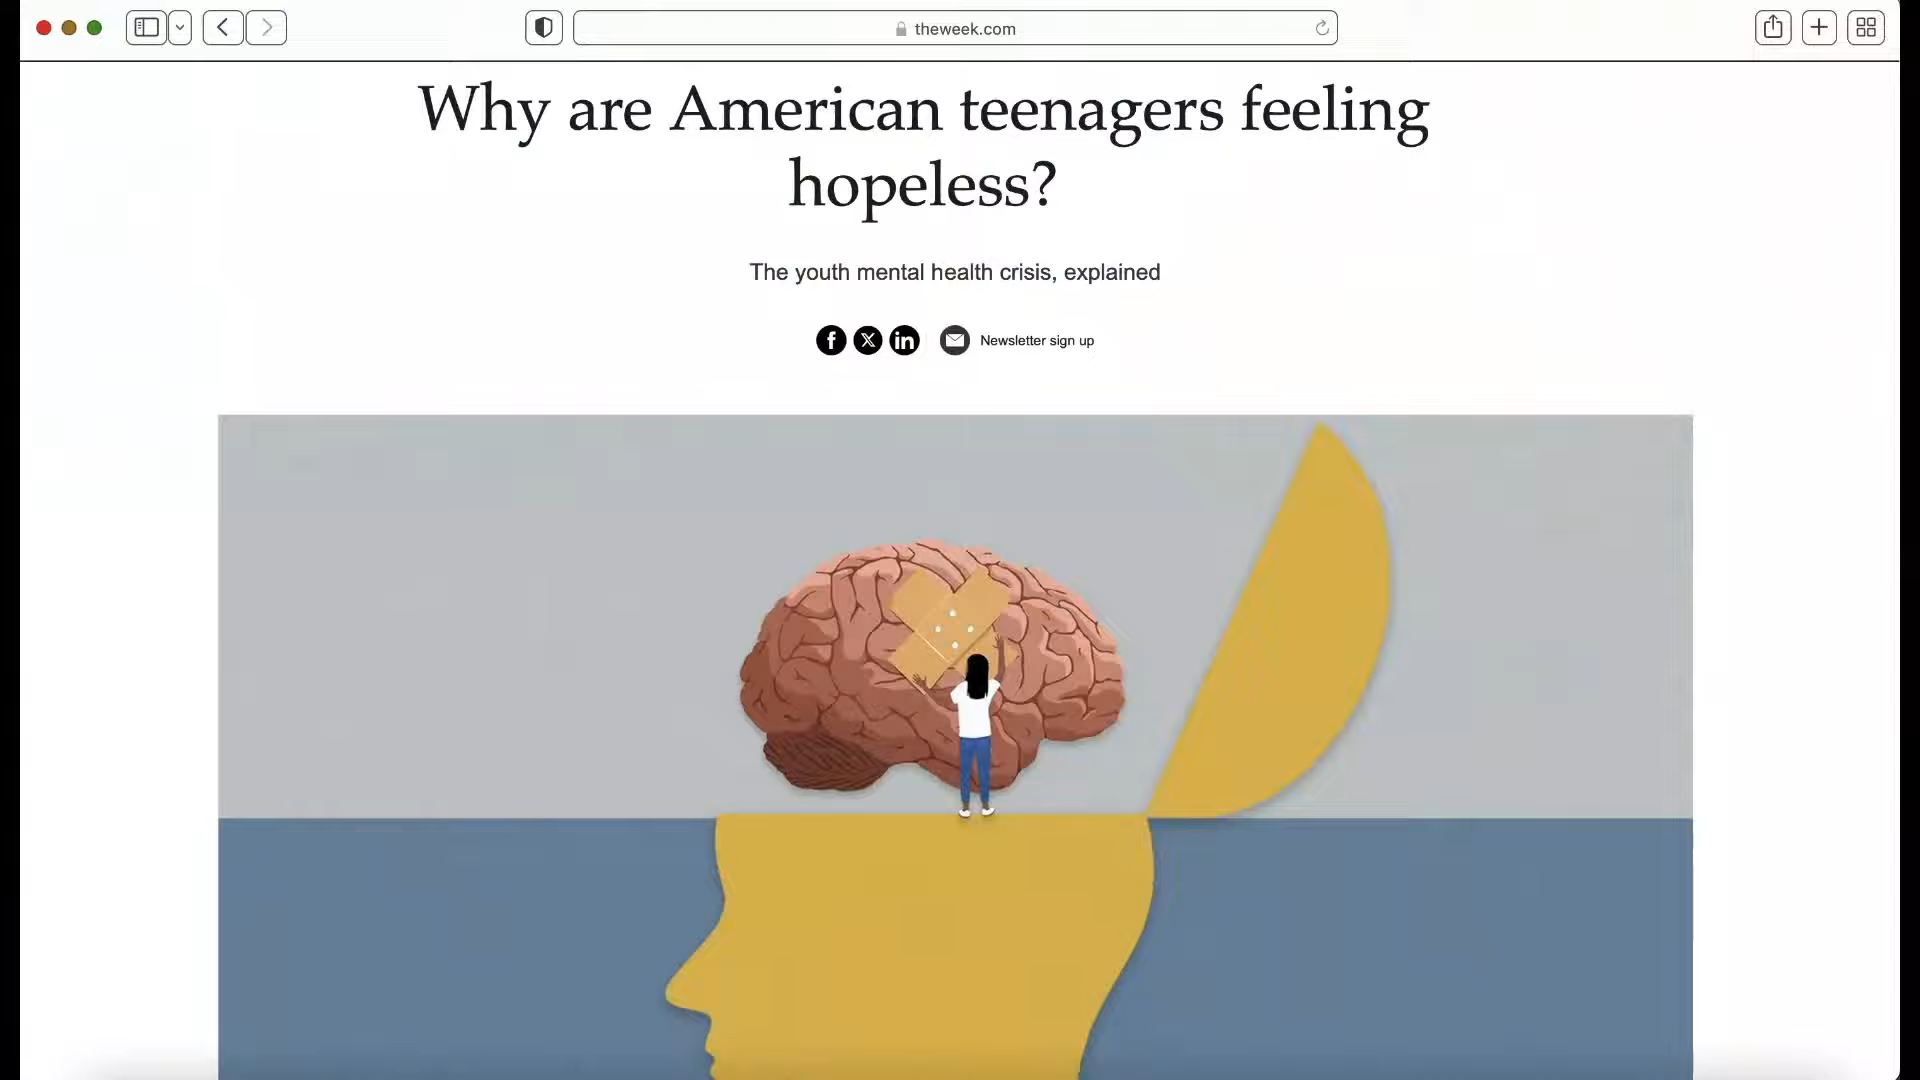 theweek.com
Why are American teenagers feeling
hopeless?
The youth mental health crisis, explained
Newsletter sign up